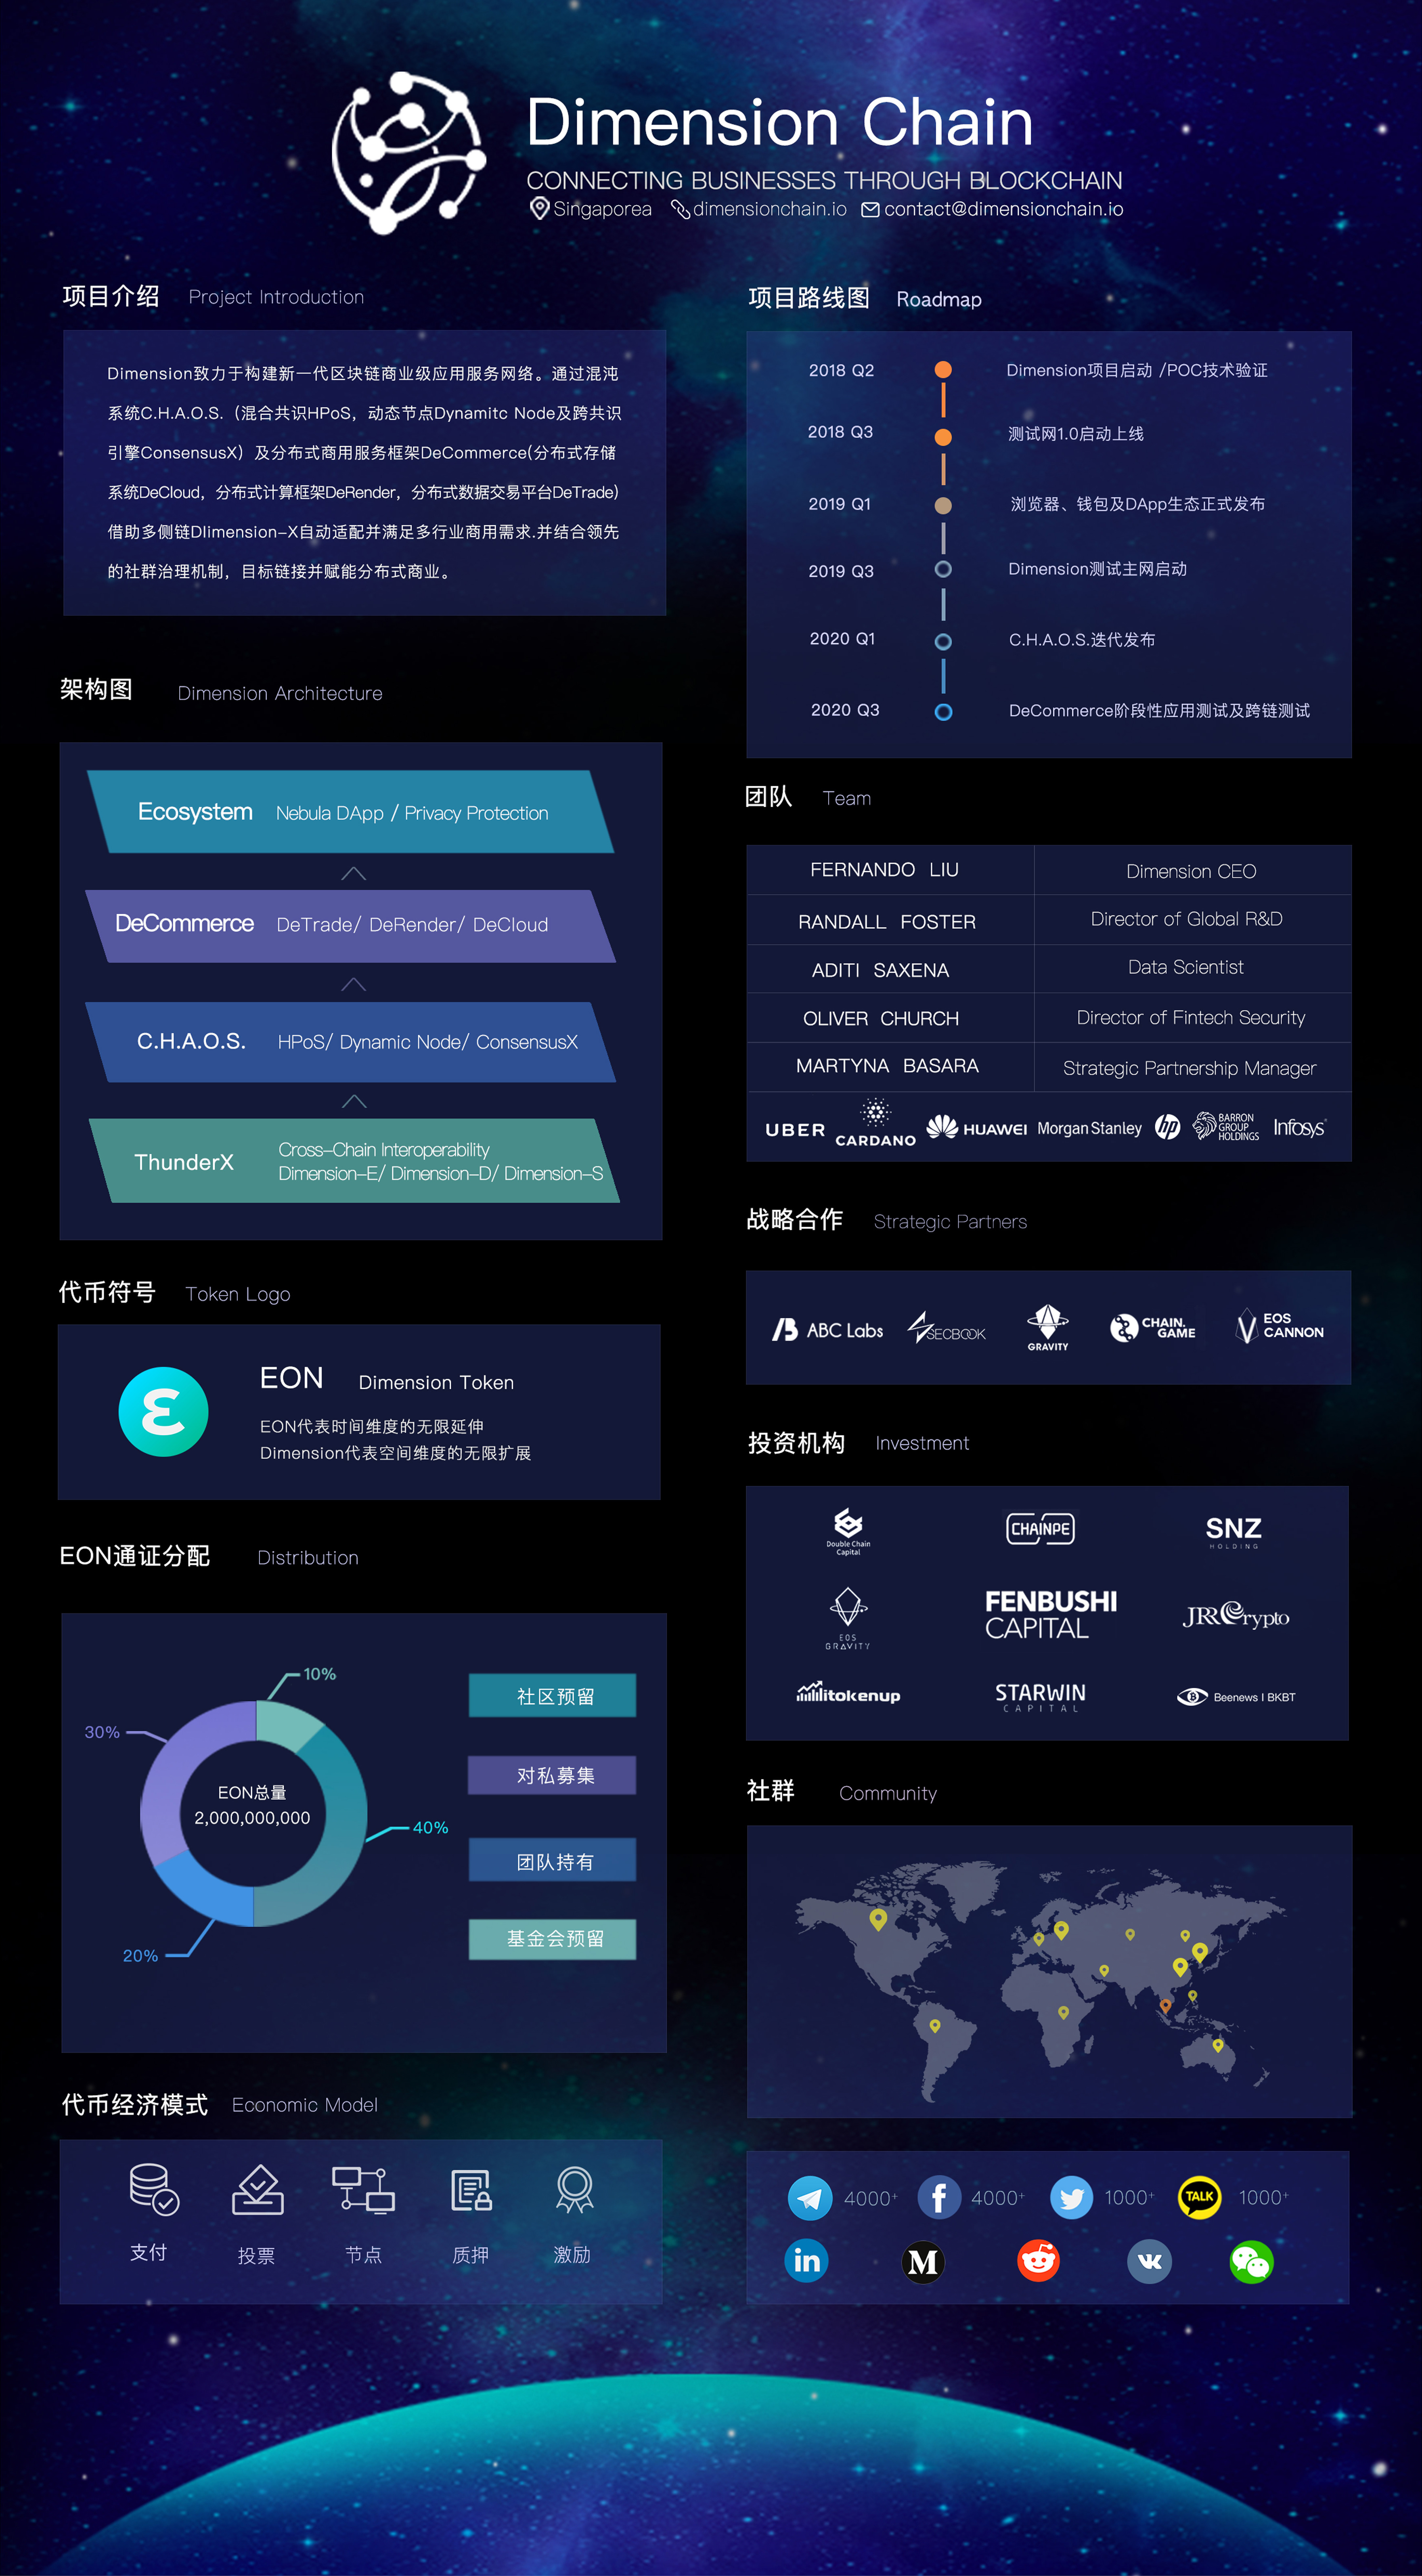 Dimension Chain
CONNECTING BUSINESSES THROUGH BLOCKCHAIN
Singaporea dimensionchain.io contact@dimensionchain.io
项目介绍 Project Introduction
Dimension致力于构建新一代区块链商业级应用服务网络。通过混沌
系统C.H.A.O.S.（混合共识HPoS，动态节点Dynamitc Node及跨共识
引擎ConsensusX）及分布式商用服务框架DeCommerce(分布式存储
系统DeCloud，分布式计算框架DeRender，分布式数据交易平台DeTrade)
借助多侧链DIimension-X自动适配并满足多行业商用需求.并结合领先
的社群治理机制，目标链接并赋能分布式商业。
架构图 Dimension Architecture
Ecosystem Nebula DApp / Privacy Protection
DeCommerce DeTrade/ DeRender/ DeCloud
C.H.A.O.S. HPoS/ Dynamic Node/ ConsensusX
ThunderX Cross-Chain Interoperability
Dimension-E/ Dimension-D/ Dimension-S
代币符号 Token Logo
EON Dimension Token
EON代表时间维度的无限延伸
Dimension代表空间维度的无限扩展
EON通证分配 Distribution
10%
30%
EON总量
2,000,000,000
40%
20%
社区预留
对私募集
团队持有
基金会预留
代币经济模式 Economic Model
支付 投票 节点 质押 激励
项目路线图 Roadmap
2018 Q2 Dimension项目启动 /POC技术验证
2018 Q3 测试网1.0启动上线
2019 Q1 浏览器、钱包及DApp生态正式发布
2019 Q3 Dimension测试主网启动
2020 Q1 C.H.A.O.S.迭代发布
2020 Q3 DeCommerce阶段性应用测试及跨链测试
团队 Team
FERNANDO LIU Dimension CEO
RANDALL FOSTER Director of Global R&D
ADITI SAXENA Data Scientist
OLIVER CHURCH Director of Fintech Security
MARTYNA BASARA Strategic Partnership Manager
UBER CARDANO HUAWEI Morgan Stanley hp BARRON GROUP HOLDINGS Infosys
战略合作 Strategic Partners
ABC Labs SECBOOK GRAVITY CHAIN.GAME EOS CANNON
投资机构 Investment
Double Chain Capital CHAINPE SNZ HOLDING
EOS GRAVITY FENBUSHI CAPITAL JRR Crypto
itokenup STARWIN CAPITAL Beenews I BKBT
社群 Community
4000+ f 4000+ 1000+ TALK 1000+
in M VK